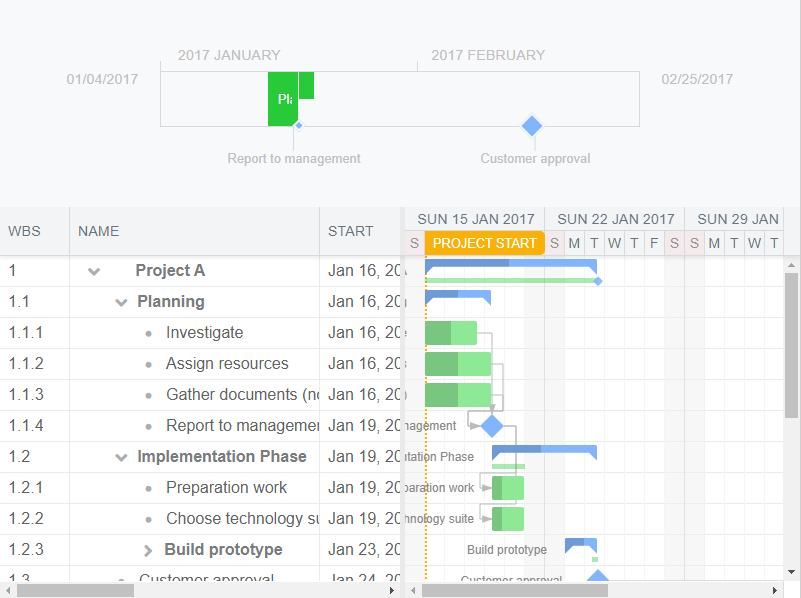 2017 JANUARY 2017 FEBRUARY
01/04/2017 02/25/2017
Pla
Report to management Customer approval
WBS NAME START
SUN 15 JAN 2017 SUN 22 JAN 2017 SUN 29 JAN
S PROJECT START S M T W T F S S M T W T
1 Project A Jan 16, 20
1.1 Planning Jan 16, 20
1.1.1 Investigate Jan 16, 20
1.1.2 Assign resources Jan 16, 20
1.1.3 Gather documents (no Jan 16, 20
1.1.4 Report to managemen Jan 19, 20 nagement
1.2 Implementation Phase Jan 19, 20 ntation Phase
1.2.1 Preparation work Jan 19, 20 paration work
1.2.2 Choose technology su Jan 19, 20 hnology suite
1.2.3 Build prototype Jan 23, 20 Build prototype
1.3 Customer approval Jan 24, 20 Customer approval